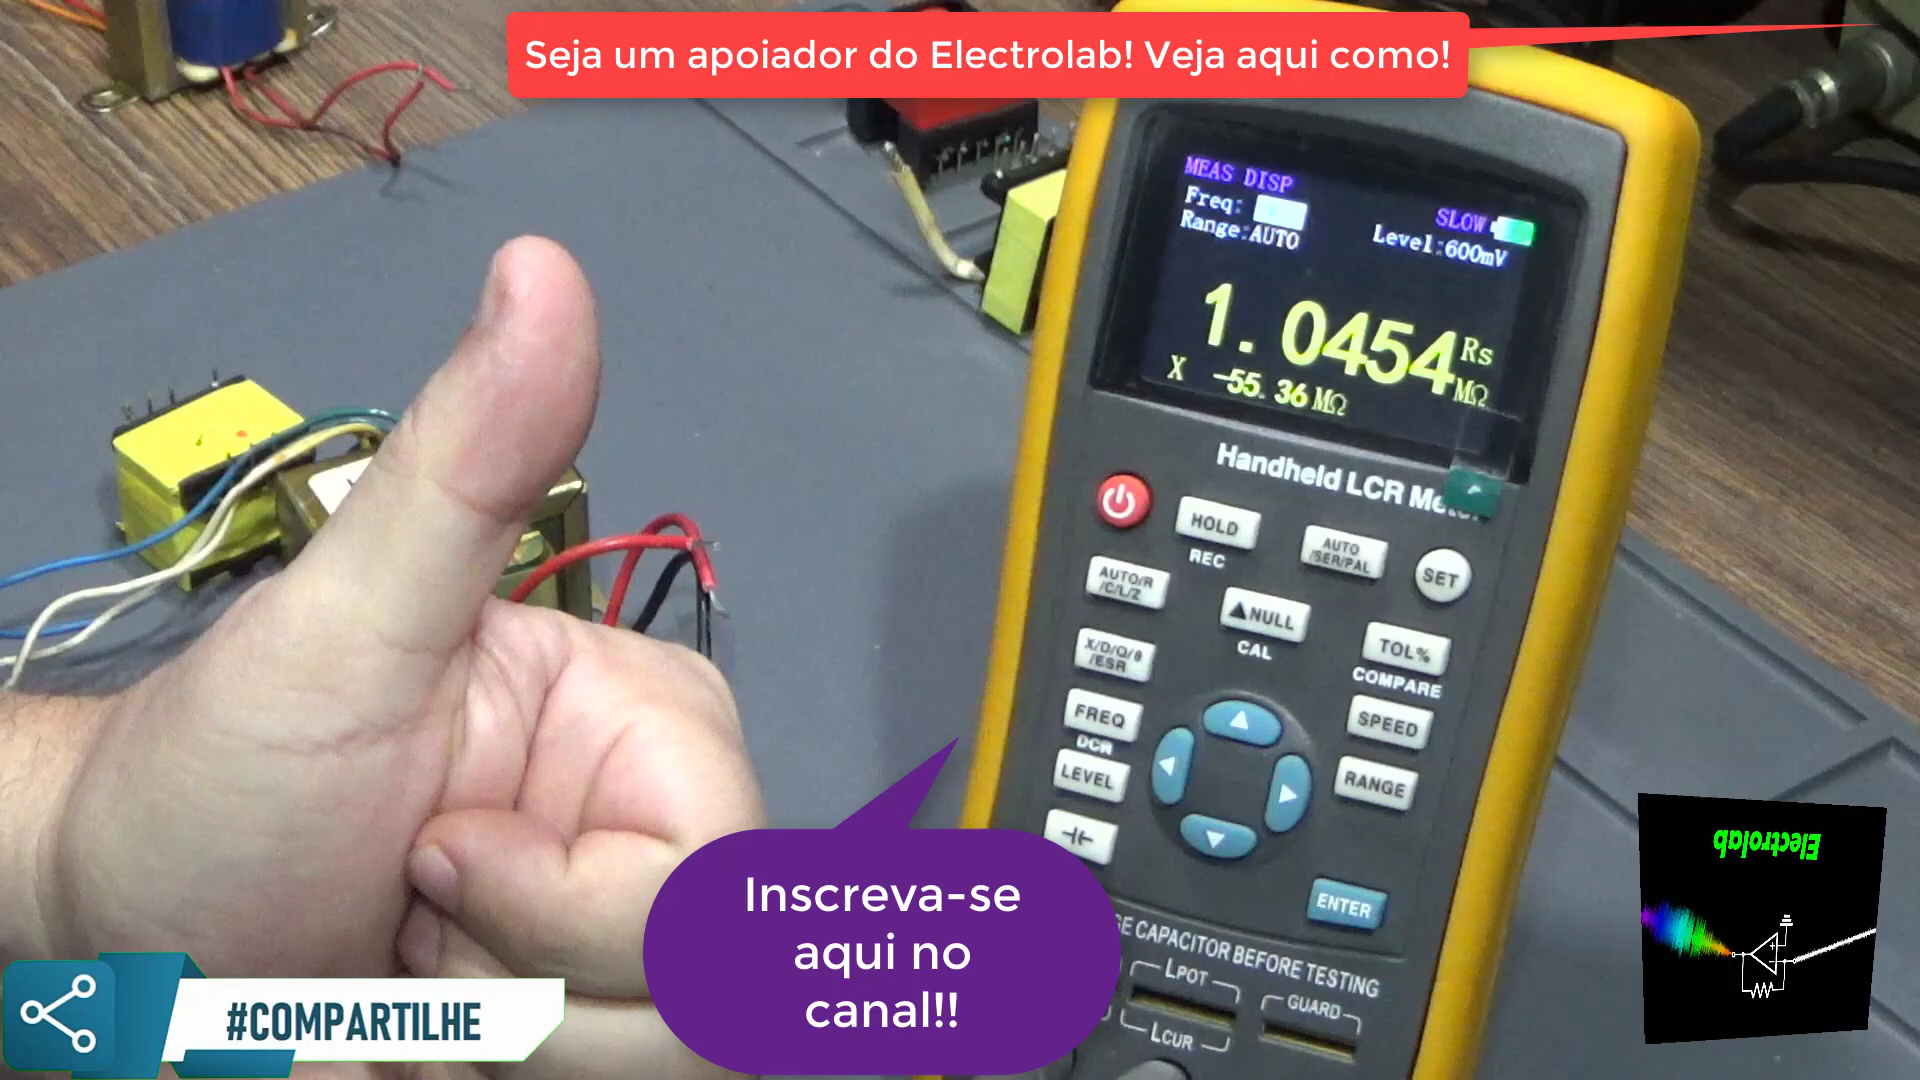 Seja um apoiador do Electrolab! Veja aqui como!
MEAS DISP
Freq:
SLOW
Range:AUTO
Level:600mV
1.0454 Rs
MΩ
X -55.36 MΩ
Handheld LCR Meter
HOLD
REC
AUTO
/SER/PAL
SET
AUTO/R
/C/L/Z
▲NULL
CAL
TOL%
COMPARE
X/D/Q/θ
/ESR
FREQ
DCR
SPEED
LEVEL
RANGE
ENTER
GE CAPACITOR BEFORE TESTING
LPOT
GUARD
LCUR
Electrolab
Inscreva-se
aqui no
canal!!
#COMPARTILHE